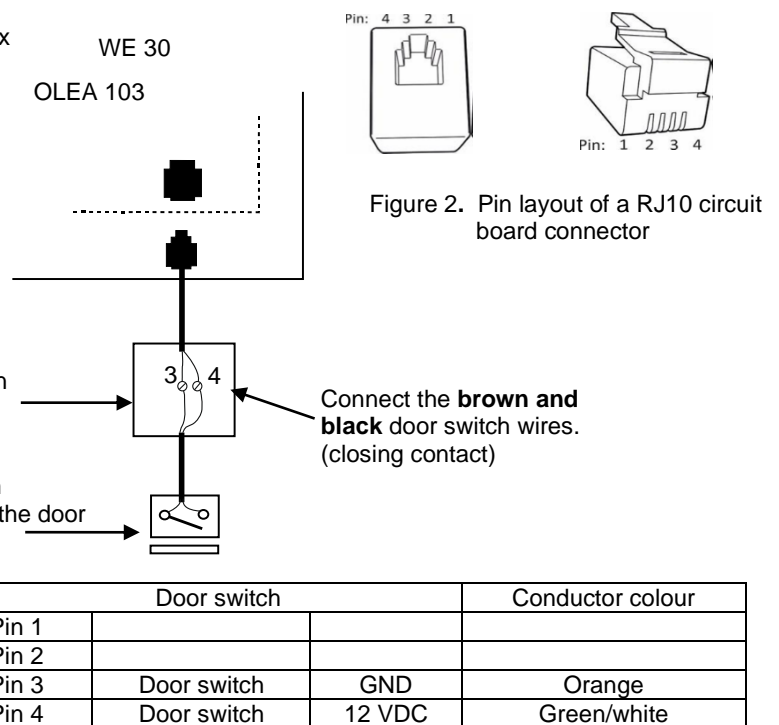 x
WE 30
OLEA 103
Pin: 4 3 2 1
Pin: 1 2 3 4
Figure 2. Pin layout of a RJ10 circuit
board connector
3 4
n
Connect the brown and
black door switch wires.
(closing contact)
the door
Door switch Conductor colour
Pin 1
Pin 2
Pin 3 Door switch GND Orange
Pin 4 Door switch 12 VDC Green/white